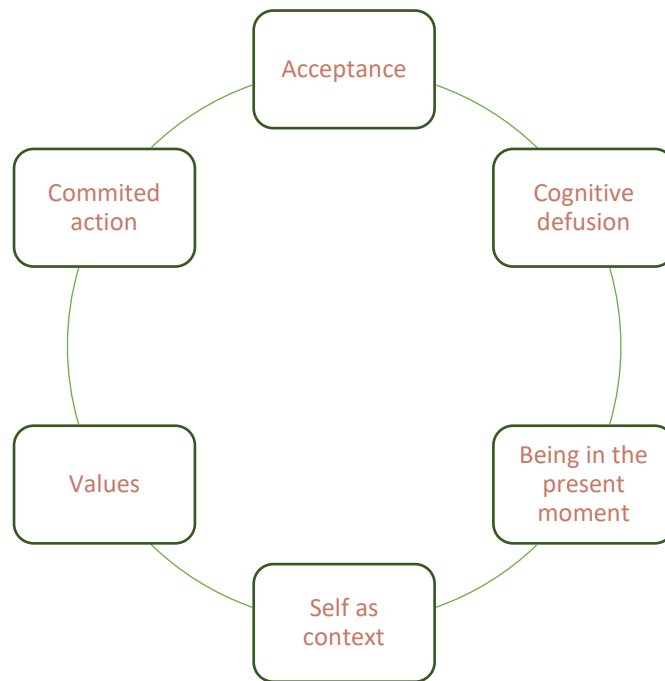 Acceptance
Cognitive
defusion
Being in the
present
moment
Self as
context
Values
Commited
action